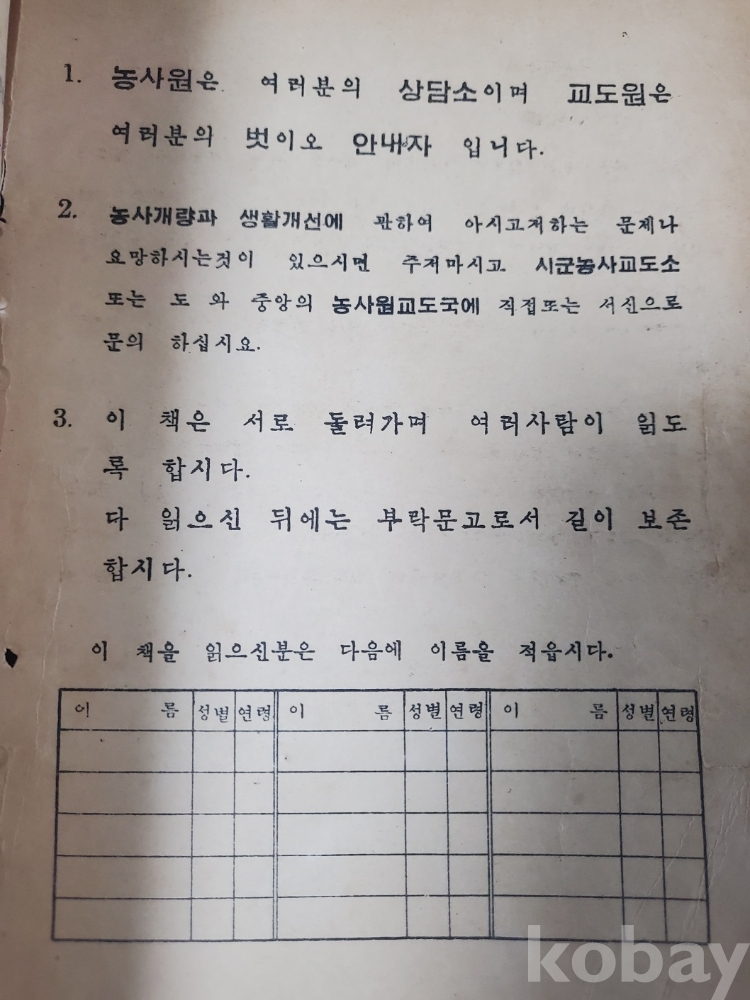 1. 농사원은 여러분의 상담소이며 교도원은
여러분의 벗이오 안내자 입니다.
2. 농사개량과 생활개선에 관하여 아시고저하는 문제나
요망하시는것이 있으시면 주저마시고 시군농사교도소
또는 도 와 중앙의 농사원교도국에 직접또는 서신으로
문의 하십시요.
3. 이 책은 서로 돌려가며 여러사람이 읽도
록 합시다.
다 읽으신 뒤에는 부락문고로서 길이 보존
합시다.
이 책을 읽으신분은 다음에 이름을 적읍시다.
이 름 성별 연령 이 름 성별 연령 이 름 성별 연령
kobay